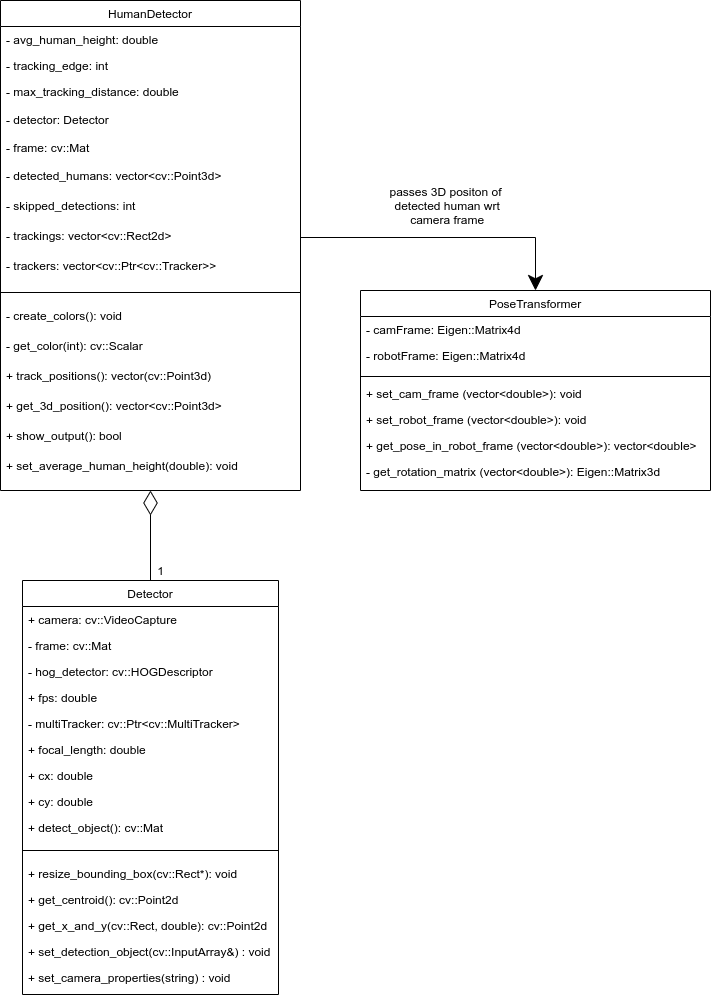 HumanDetector
- avg_human_height: double
- tracking_edge: int
- max_tracking_distance: double
- detector: Detector
- frame: cv::Mat
- detected_humans: vector<cv::Point3d>
- skipped_detections: int
- trackings: vector<cv::Rect2d>
- trackers: vector<cv::Ptr<cv::Tracker>>
- create_colors(): void
- get_color(int): cv::Scalar
+ track_positions(): vector(cv::Point3d)
+ get_3d_position(): vector<cv::Point3d>
+ show_output(): bool
+ set_average_human_height(double): void
passes 3D positon of
detected human wrt
camera frame
PoseTransformer
- camFrame: Eigen::Matrix4d
- robotFrame: Eigen::Matrix4d
+ set_cam_frame (vector<double>): void
+ set_robot_frame (vector<double>): void
+ get_pose_in_robot_frame (vector<double>): vector<double>
- get_rotation_matrix (vector<double>): Eigen::Matrix3d
1
Detector
+ camera: cv::VideoCapture
- frame: cv::Mat
- hog_detector: cv::HOGDescriptor
+ fps: double
- multiTracker: cv::Ptr<cv::MultiTracker>
+ focal_length: double
+ cx: double
+ cy: double
+ detect_object(): cv::Mat
+ resize_bounding_box(cv::Rect*): void
+ get_centroid(): cv::Point2d
+ get_x_and_y(cv::Rect, double): cv::Point2d
+ set_detection_object(cv::InputArray&) : void
+ set_camera_properties(string) : void